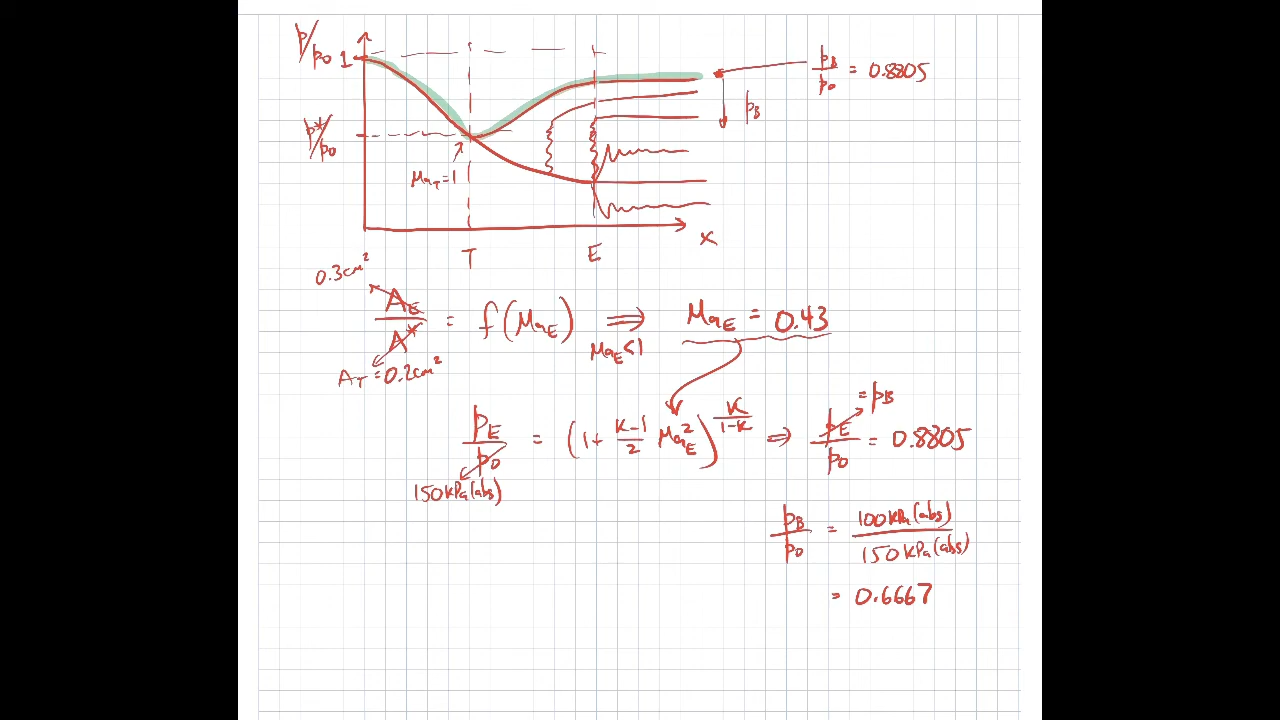 p/p0 1
pB/p0 = 0.8805
pB
p*/p0
MaT=1
x
T E
0.3cm²
AE/A* = f(MaE) ⟹ MaE = 0.43
MaE<1
AT=0.2cm²
=pB
pE/p0 = (1+ (k-1)/2 MaE²)^(k/(1-k)) ⟹ pE/p0 = 0.8805
150kPa(abs)
pB/p0 = 100kPa(abs)/150kPa(abs)
= 0.6667